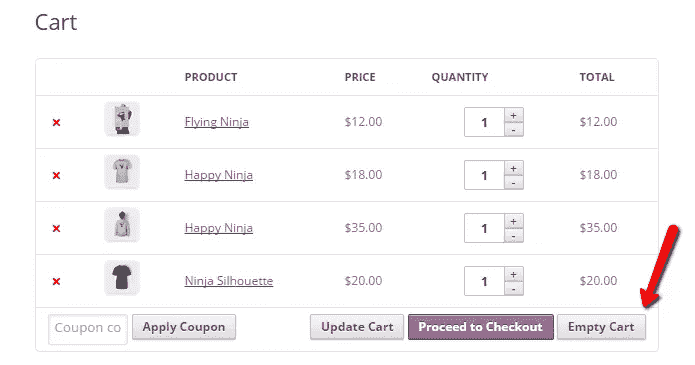 Cart
PRODUCT PRICE QUANTITY TOTAL
× Flying Ninja $12.00 1 + - $12.00
× Happy Ninja $18.00 1 + - $18.00
× Happy Ninja $35.00 1 + - $35.00
× Ninja Silhouette $20.00 1 + - $20.00
Coupon co Apply Coupon Update Cart Proceed to Checkout Empty Cart